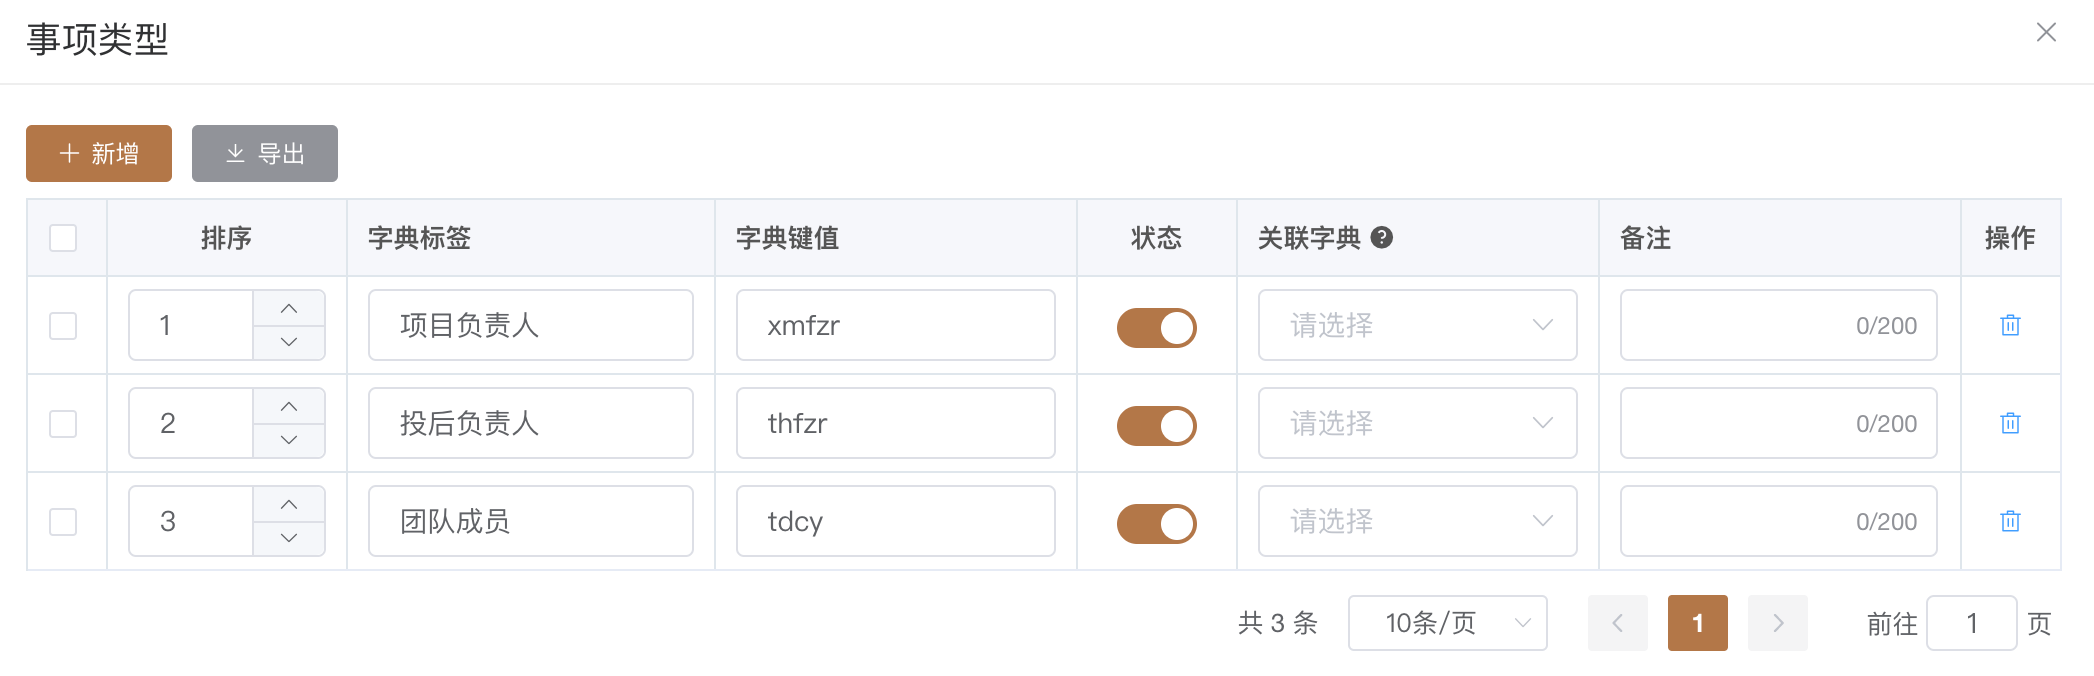 事项类型
新增 导出
排序 字典标签 字典键值 状态 关联字典 ? 备注 操作
1 项目负责人 xmfzr 请选择 0/200
2 投后负责人 thfzr 请选择 0/200
3 团队成员 tdcy 请选择 0/200
共 3 条 10条/页 1 前往 1 页